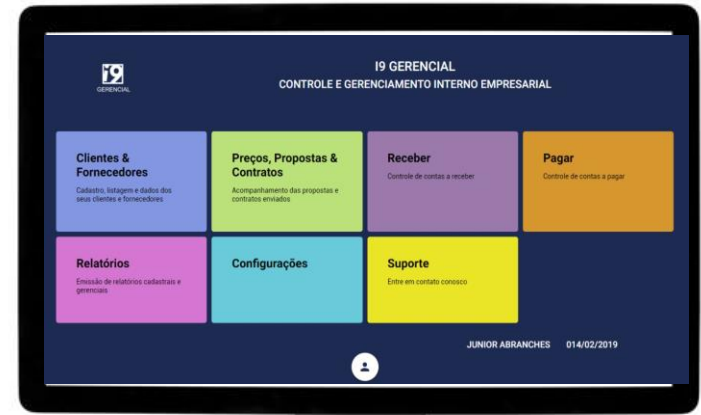 i9
GERENCIAL
I9 GERENCIAL
CONTROLE E GERENCIAMENTO INTERNO EMPRESARIAL
Clientes &
Fornecedores
Cadastro, listagem e dados dos
seus clientes e fornecedores
Preços, Propostas &
Contratos
Acompanhamento das propostas e
contratos enviados
Receber
Controle de contas a receber
Pagar
Controle de contas a pagar
Relatórios
Emissão de relatórios cadastrais e
gerenciais
Configurações
Suporte
Entre em contato conosco
JUNIOR ABRANCHES 014/02/2019